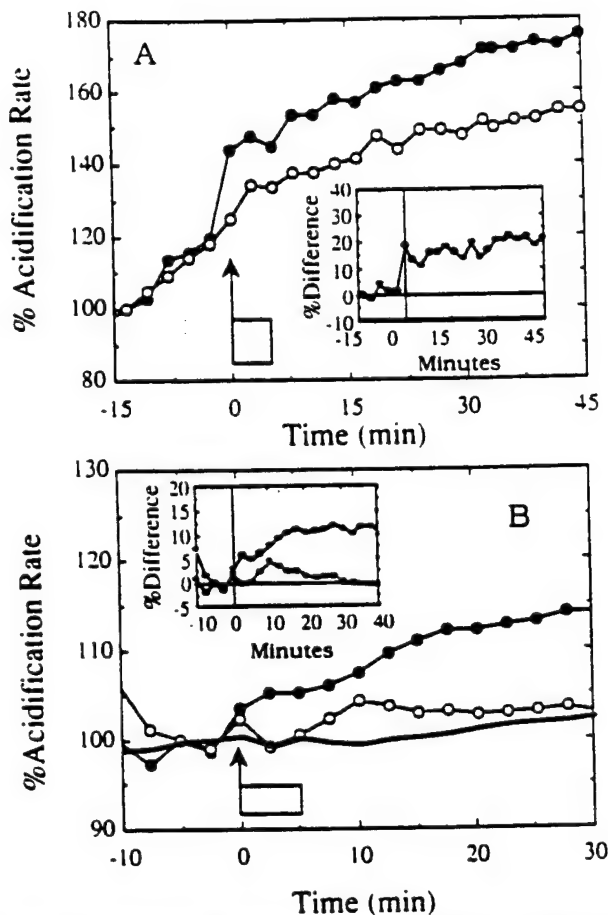 A
% Acidification Rate
180
160
140
120
100
80
-15 0 15 30 45
Time (min)
%Difference
40
30
20
10
0
-10
-15 0 15 30 45
Minutes
B
%Acidification Rate
130
115
100
90
-10 0 10 20 30
Time (min)
%Difference
20
15
10
5
0
-5
-10 0 10 20 30 40
Minutes